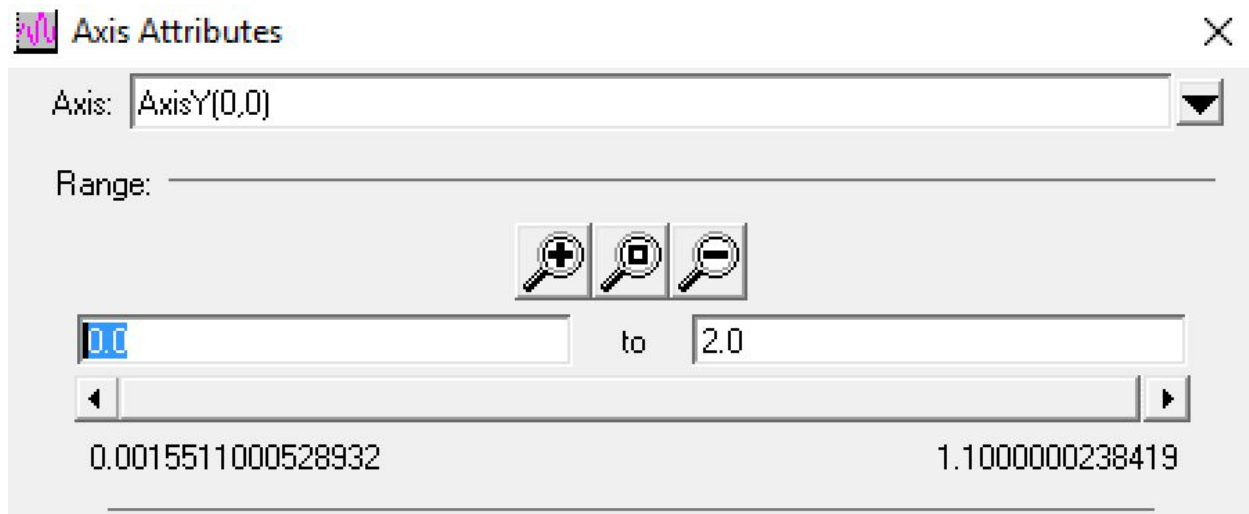 Axis Attributes
Axis: AxisY(0,0)
Range:
0.0 to 2.0
0.0015511000528932 1.1000000238419